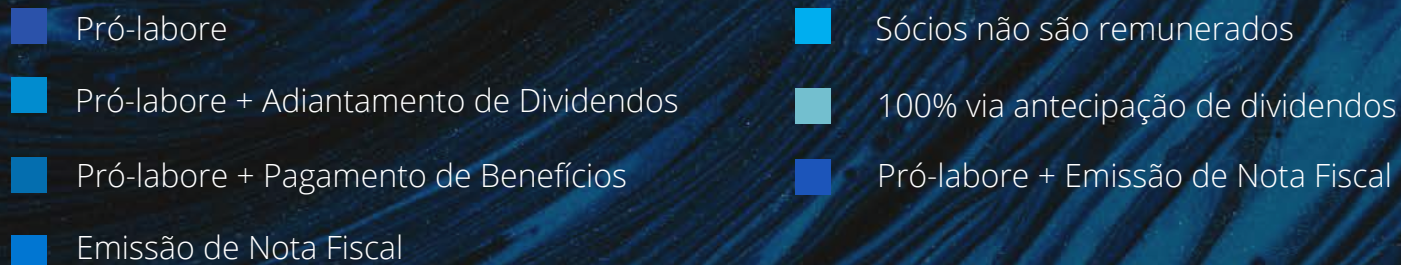 Pró-labore
Pró-labore + Adiantamento de Dividendos
Pró-labore + Pagamento de Benefícios
Emissão de Nota Fiscal
Sócios não são remunerados
100% via antecipação de dividendos
Pró-labore + Emissão de Nota Fiscal